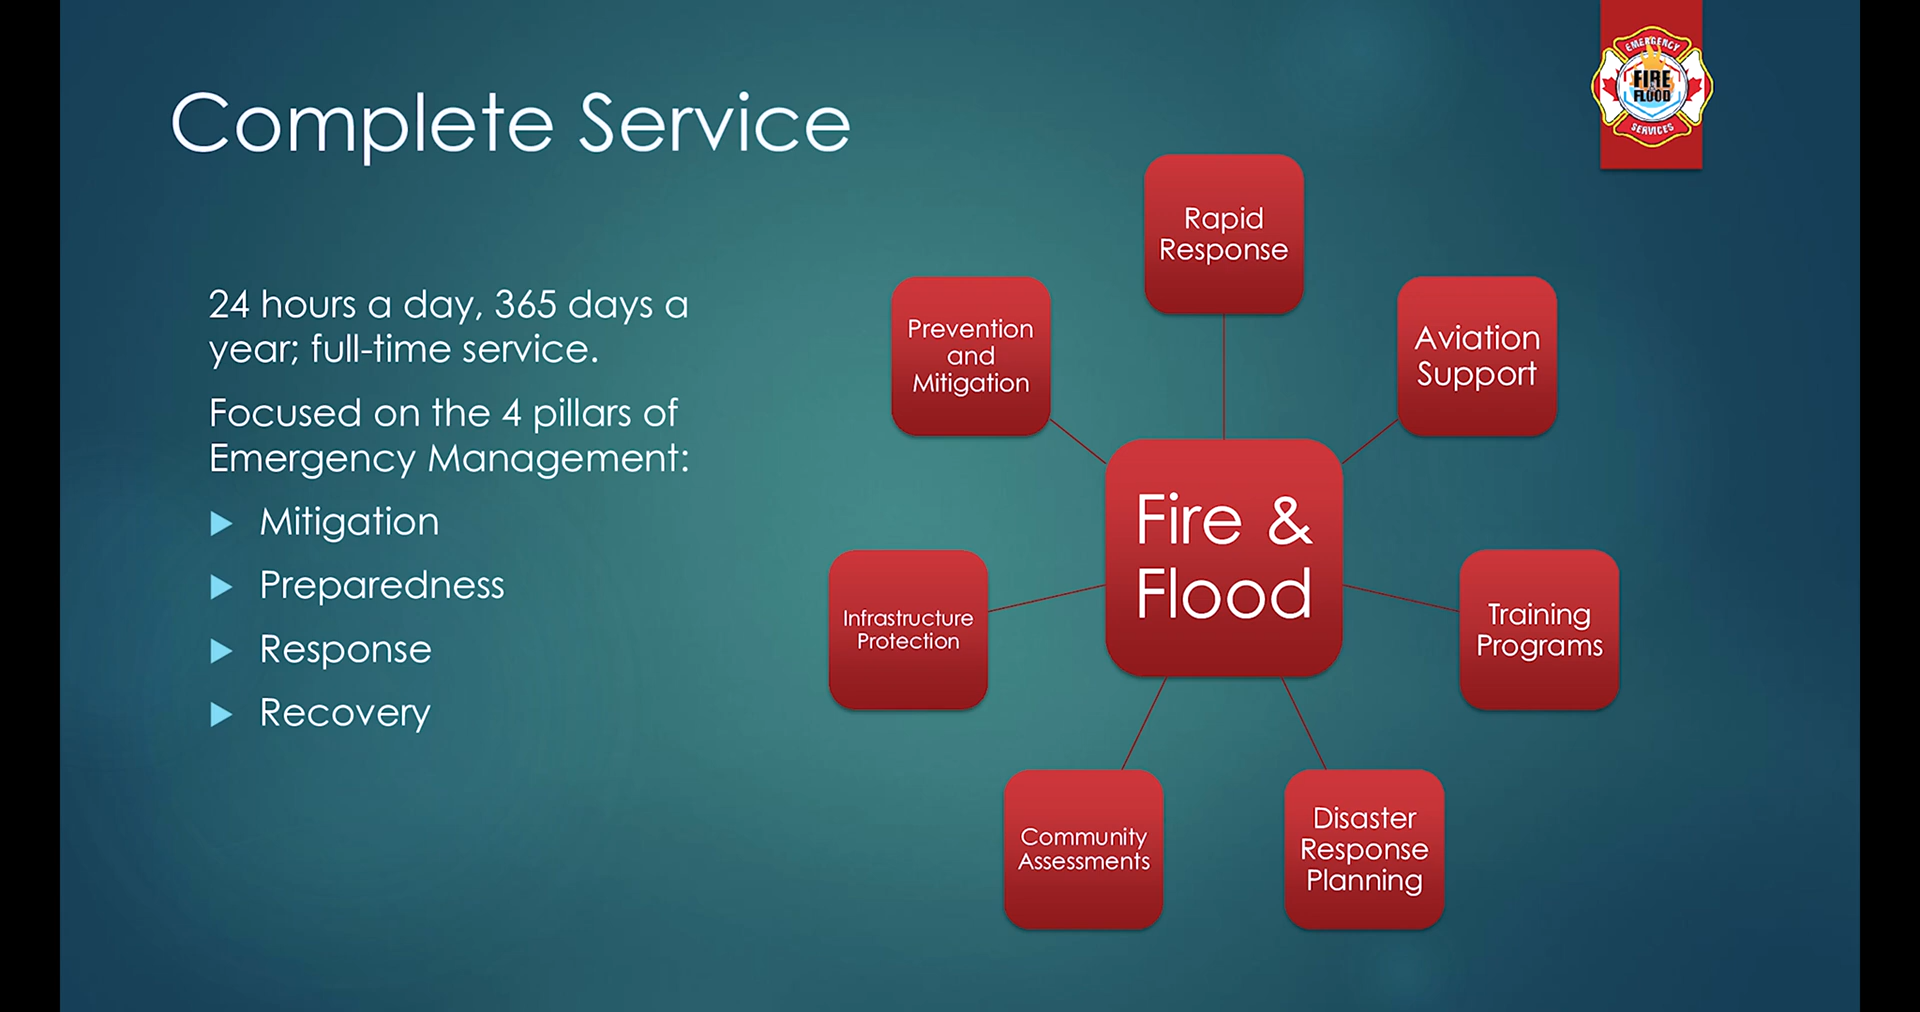 Complete Service
24 hours a day, 365 days a
year; full-time service.
Focused on the 4 pillars of
Emergency Management:
Mitigation
Preparedness
Response
Recovery
Fire &
Flood
Rapid
Response
Aviation
Support
Training
Programs
Disaster
Response
Planning
Community
Assessments
Infrastructure
Protection
Prevention
and
Mitigation
EMERGENCY
FIRE
FLOOD
SERVICES